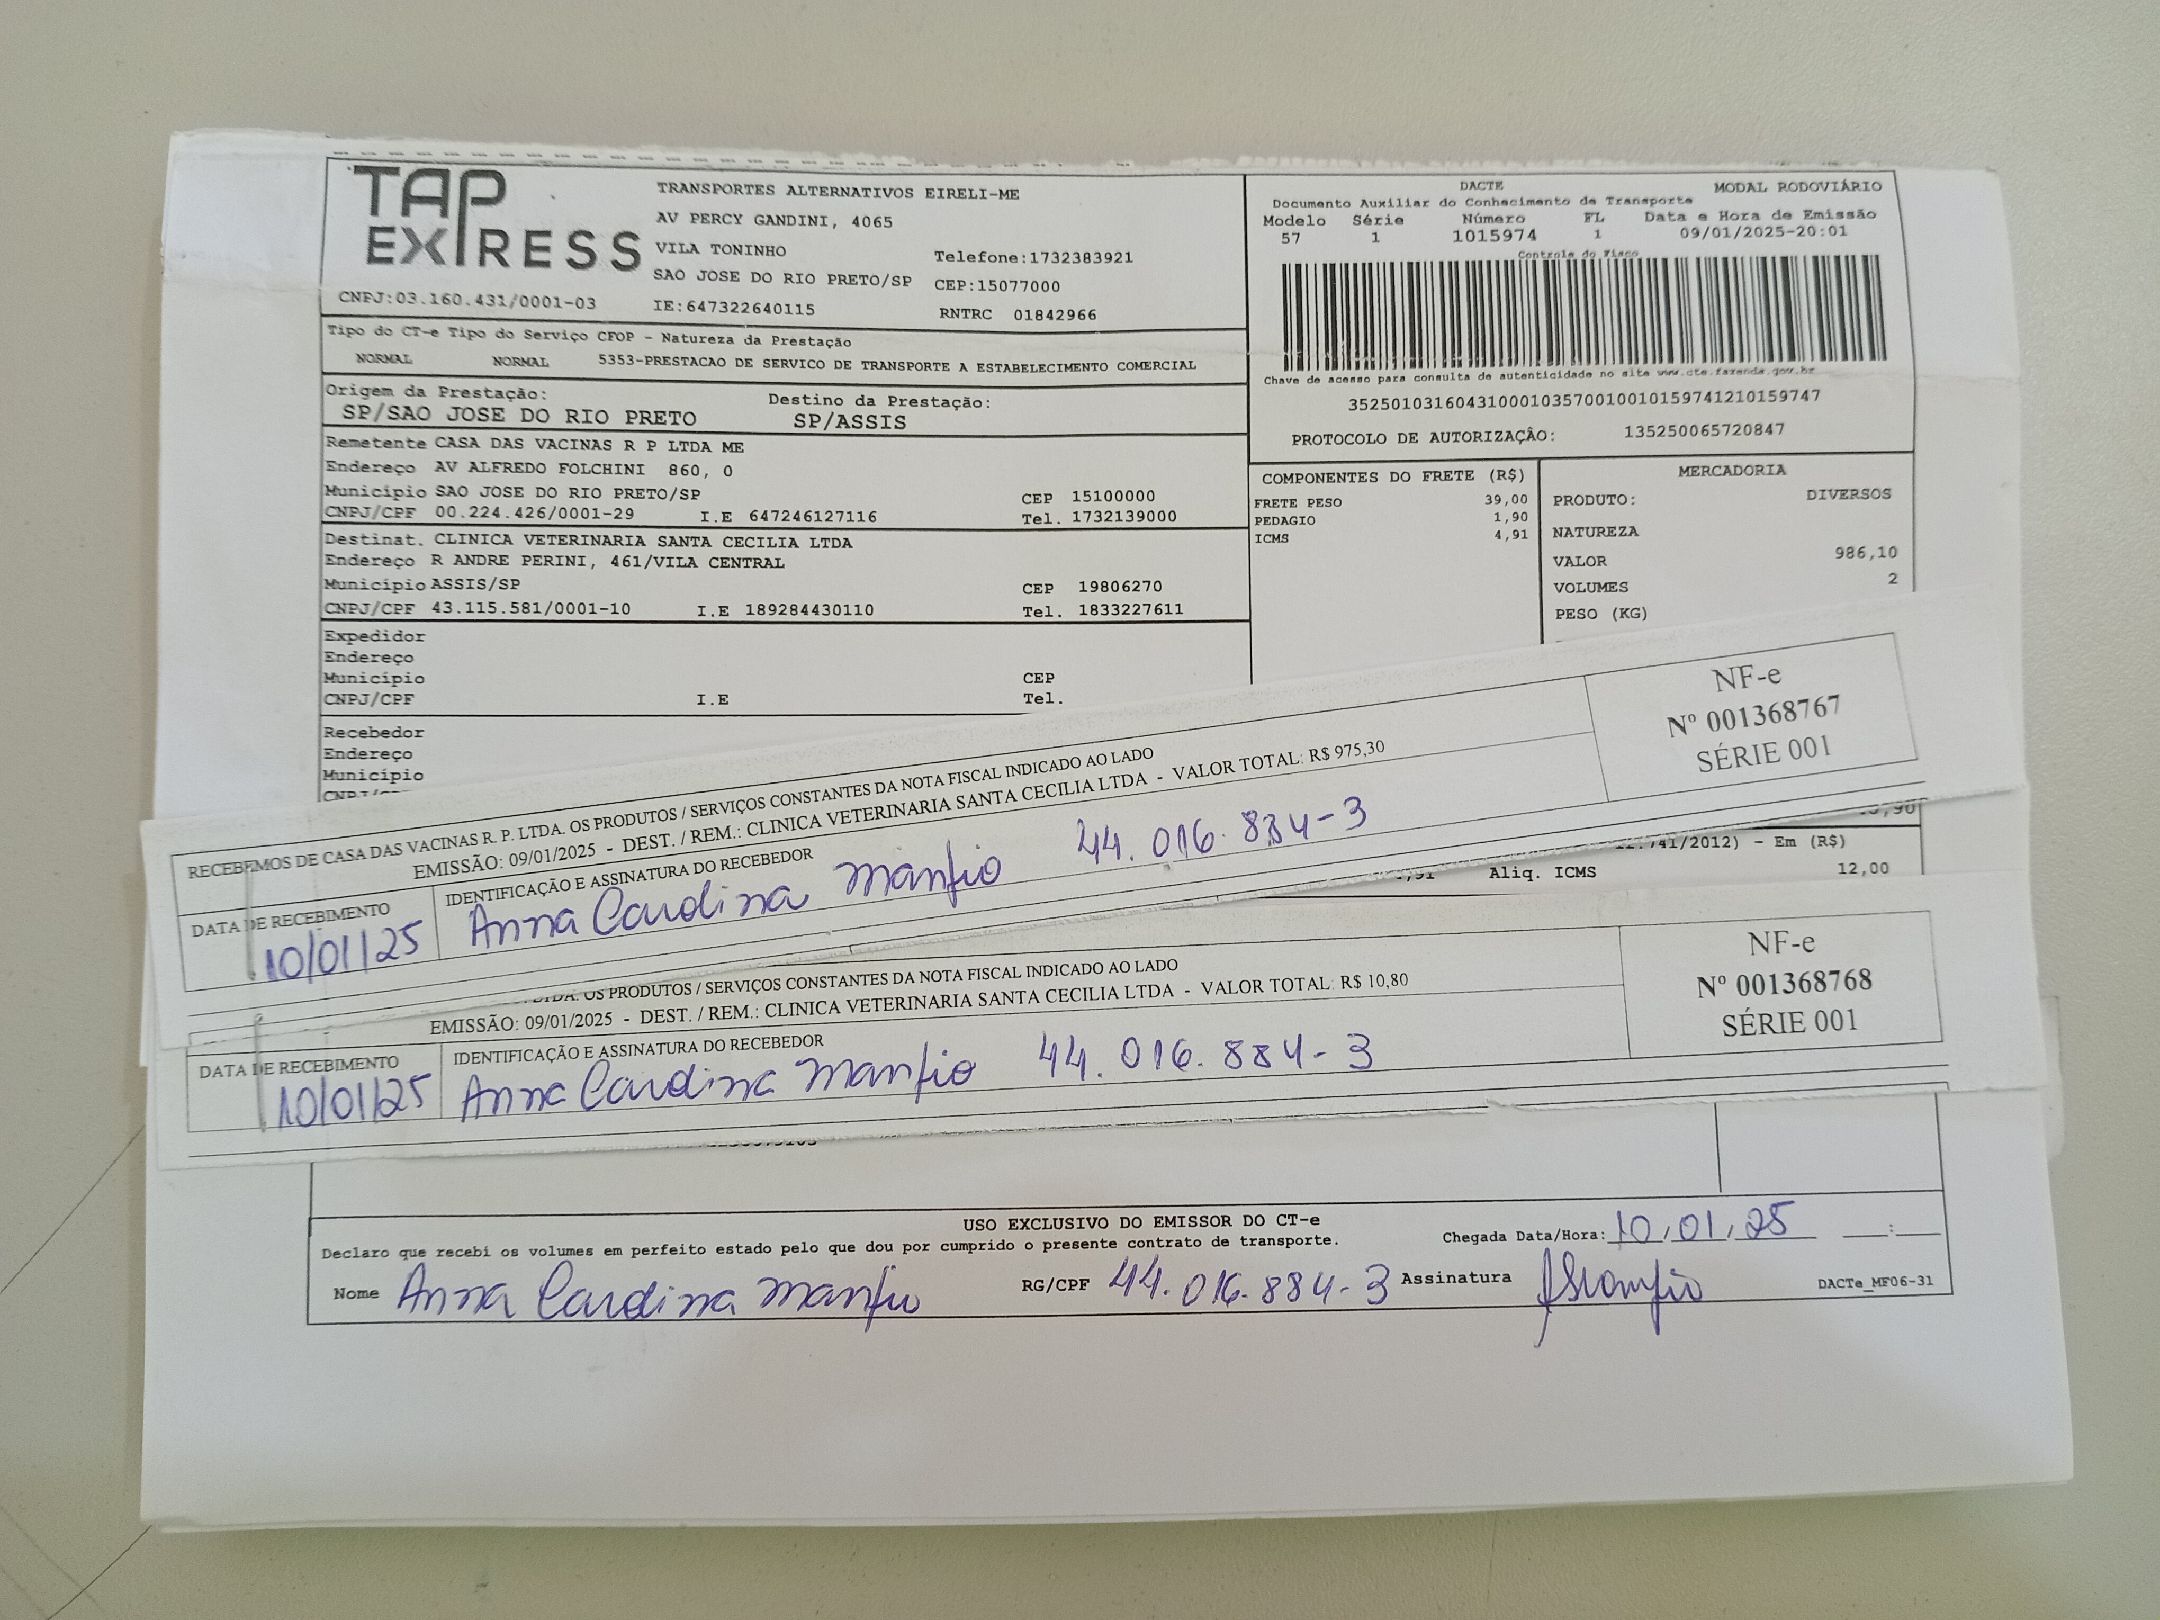 TAP EXPRESS
TRANSPORTES ALTERNATIVOS EIRELI-ME
AV PERCY GANDINI, 4065
VILA TONINHO
Telefone:1732383921
SAO JOSE DO RIO PRETO/SP CEP:15077000
CNPJ:03.160.431/0001-03 IE:647322640115 RNTRC 01842966
DACTE MODAL RODOVIÁRIO
Documento Auxiliar do Conhecimento de Transporte
Modelo Série Número FL Data e Hora de Emissão
57 1 1015974 1 09/01/2025-20:01
Controle do Fisco
Chave de acesso para consulta de autenticidade no site www.cte.fazenda.gov.br
35250103160431000103570010010159741210159747
PROTOCOLO DE AUTORIZAÇÂO: 135250065720847
Tipo do CT-e Tipo do Serviço CFOP - Natureza da Prestação
NORMAL NORMAL 5353-PRESTACAO DE SERVICO DE TRANSPORTE A ESTABELECIMENTO COMERCIAL
Origem da Prestação: Destino da Prestação:
SP/SAO JOSE DO RIO PRETO SP/ASSIS
Remetente CASA DAS VACINAS R P LTDA ME
Endereço AV ALFREDO FOLCHINI 860, 0
Município SAO JOSE DO RIO PRETO/SP CEP 15100000
CNPJ/CPF 00.224.426/0001-29 I.E 647246127116 Tel. 1732139000
Destinat. CLINICA VETERINARIA SANTA CECILIA LTDA
Endereço R ANDRE PERINI, 461/VILA CENTRAL
Município ASSIS/SP CEP 19806270
CNPJ/CPF 43.115.581/0001-10 I.E 189284430110 Tel. 1833227611
Expedidor
Endereço
Município CEP
CNPJ/CPF I.E Tel.
Recebedor
Endereço
Município
COMPONENTES DO FRETE (R$)
FRETE PESO 39,00
PEDAGIO 1,90
ICMS 4,91
MERCADORIA
PRODUTO: DIVERSOS
NATUREZA
VALOR 986,10
VOLUMES 2
PESO (KG)
RECEBEMOS DE CASA DAS VACINAS R. P. LTDA. OS PRODUTOS / SERVIÇOS CONSTANTES DA NOTA FISCAL INDICADO AO LADO
EMISSÃO: 09/01/2025 - DEST. / REM.: CLINICA VETERINARIA SANTA CECILIA LTDA - VALOR TOTAL: R$ 975,30
DATA DE RECEBIMENTO IDENTIFICAÇÃO E ASSINATURA DO RECEBEDOR
10/01/25 Anna Carolina Manfio 44.016.884-3
NF-e
Nº 001368767
SÉRIE 001
741/2012) - Em (R$)
Aliq. ICMS 12,00
OS PRODUTOS / SERVIÇOS CONSTANTES DA NOTA FISCAL INDICADO AO LADO
EMISSÃO: 09/01/2025 - DEST. / REM.: CLINICA VETERINARIA SANTA CECILIA LTDA - VALOR TOTAL: R$ 10,80
DATA DE RECEBIMENTO IDENTIFICAÇÃO E ASSINATURA DO RECEBEDOR
10/01/25 Anna Carolina Manfio 44.016.884-3
NF-e
Nº 001368768
SÉRIE 001
USO EXCLUSIVO DO EMISSOR DO CT-e
Declaro que recebi os volumes em perfeito estado pelo que dou por cumprido o presente contrato de transporte.
Chegada Data/Hora: 10/01/25 __:__
Nome Anna Carolina Manfio RG/CPF 44.016.884-3 Assinatura
DACTe_MF06-31